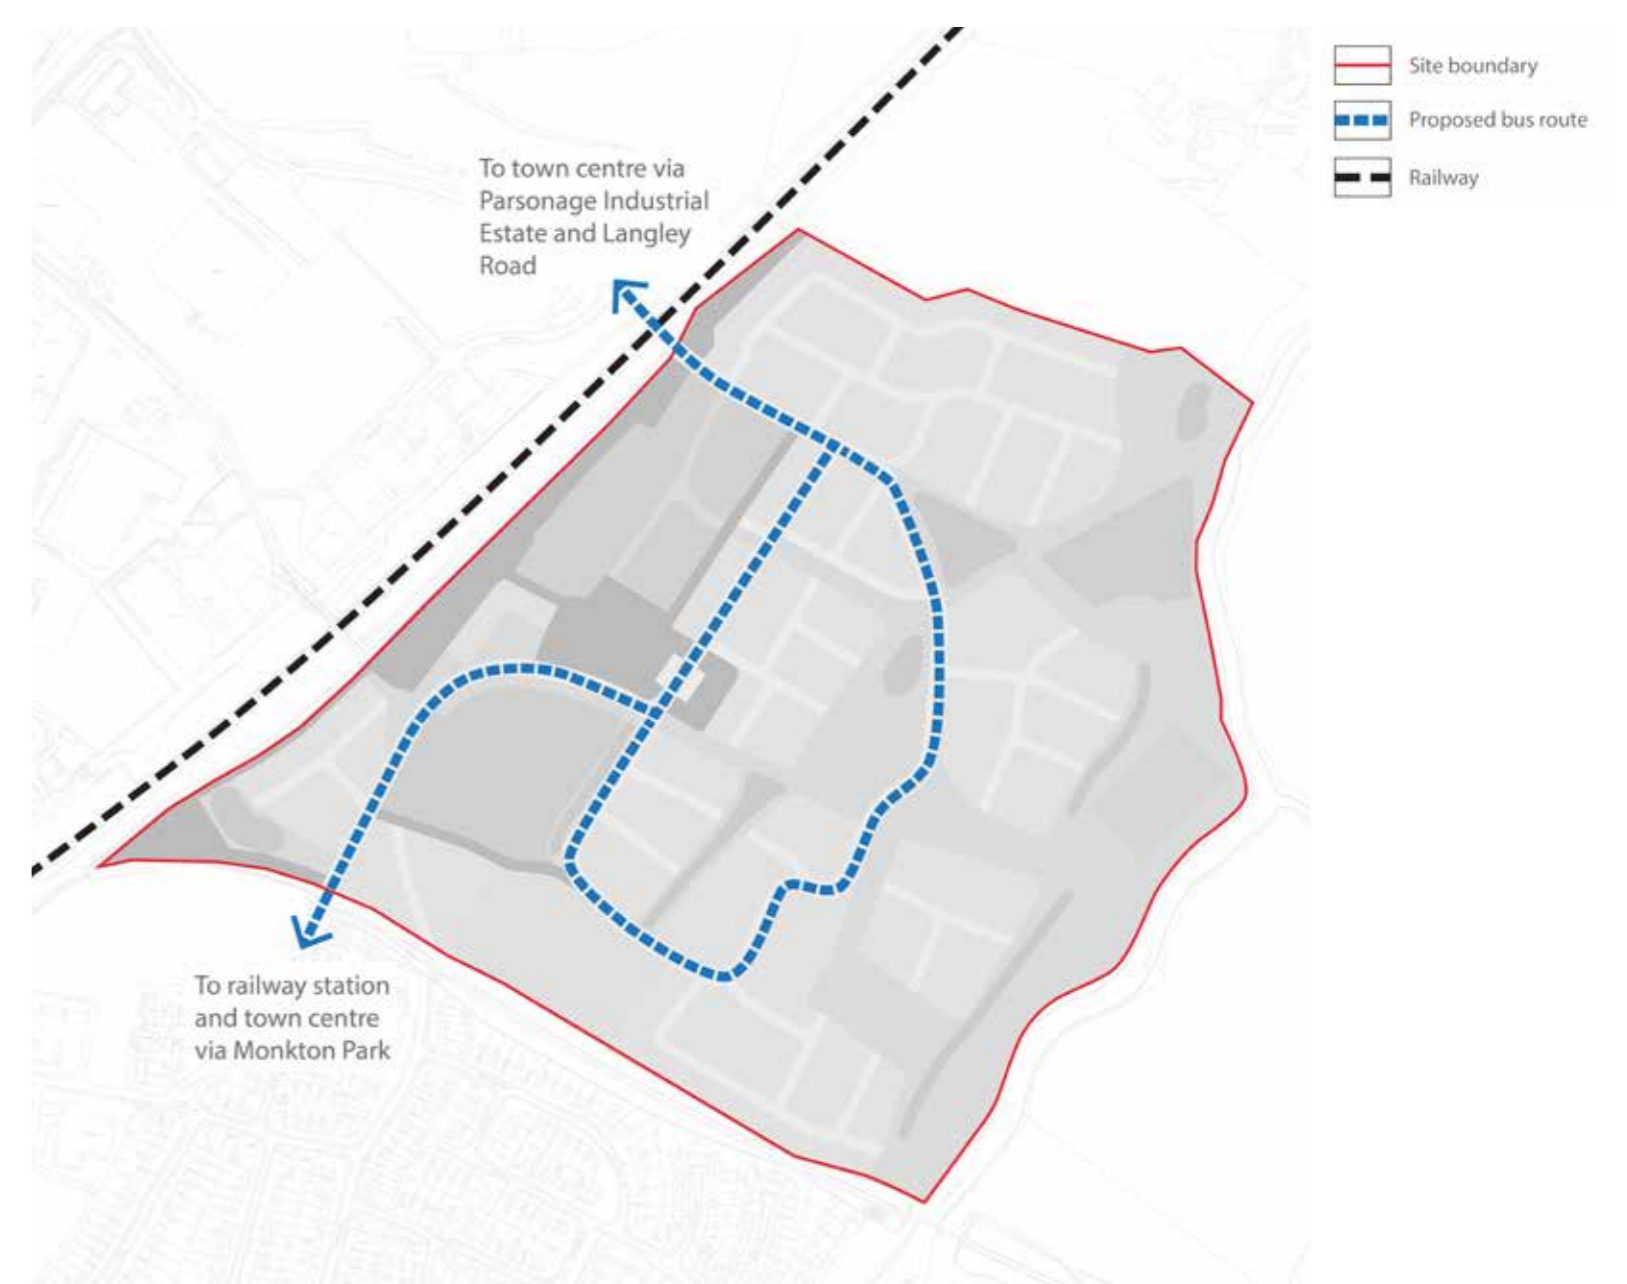 To town centre via
Parsonage Industrial
Estate and Langley
Road
To railway station
and town centre
via Monkton Park
Site boundary
Proposed bus route
Railway